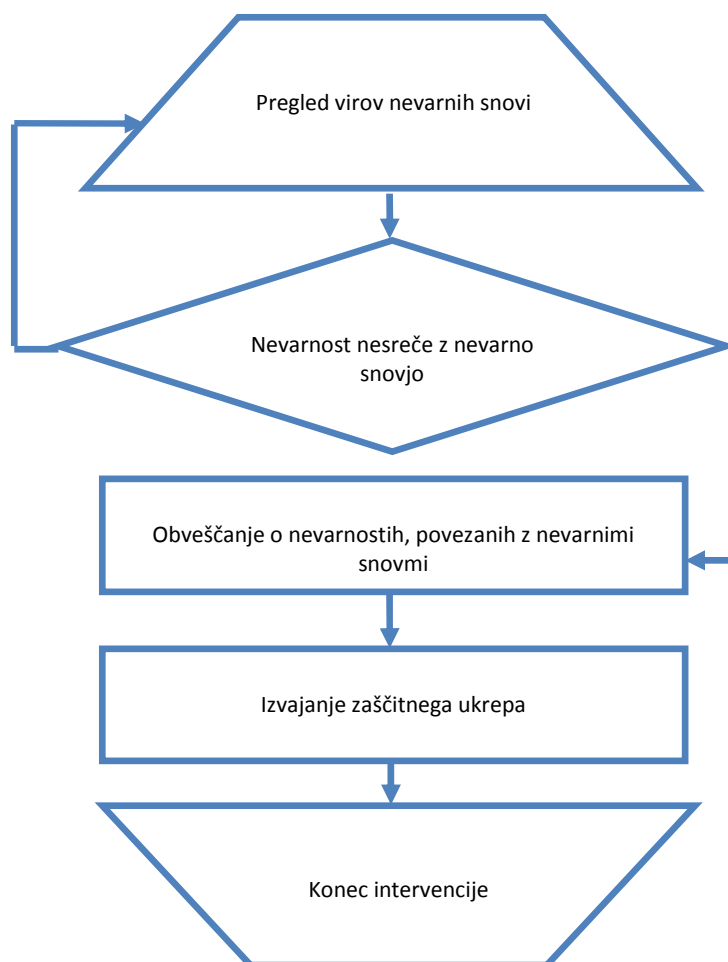 Pregled virov nevarnih snovi
Nevarnost nesreče z nevarno
snovjo
Obveščanje o nevarnostih, povezanih z nevarnimi
snovmi
Izvajanje zaščitnega ukrepa
Konec intervencije